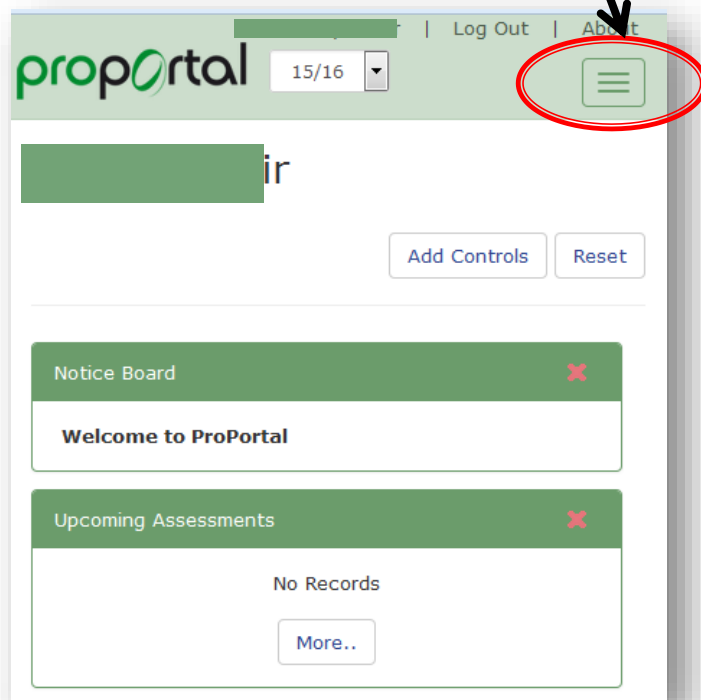 | Log Out | About
proportal 15/16
ir
Add Controls Reset
Notice Board
Welcome to ProPortal
Upcoming Assessments
No Records
More..